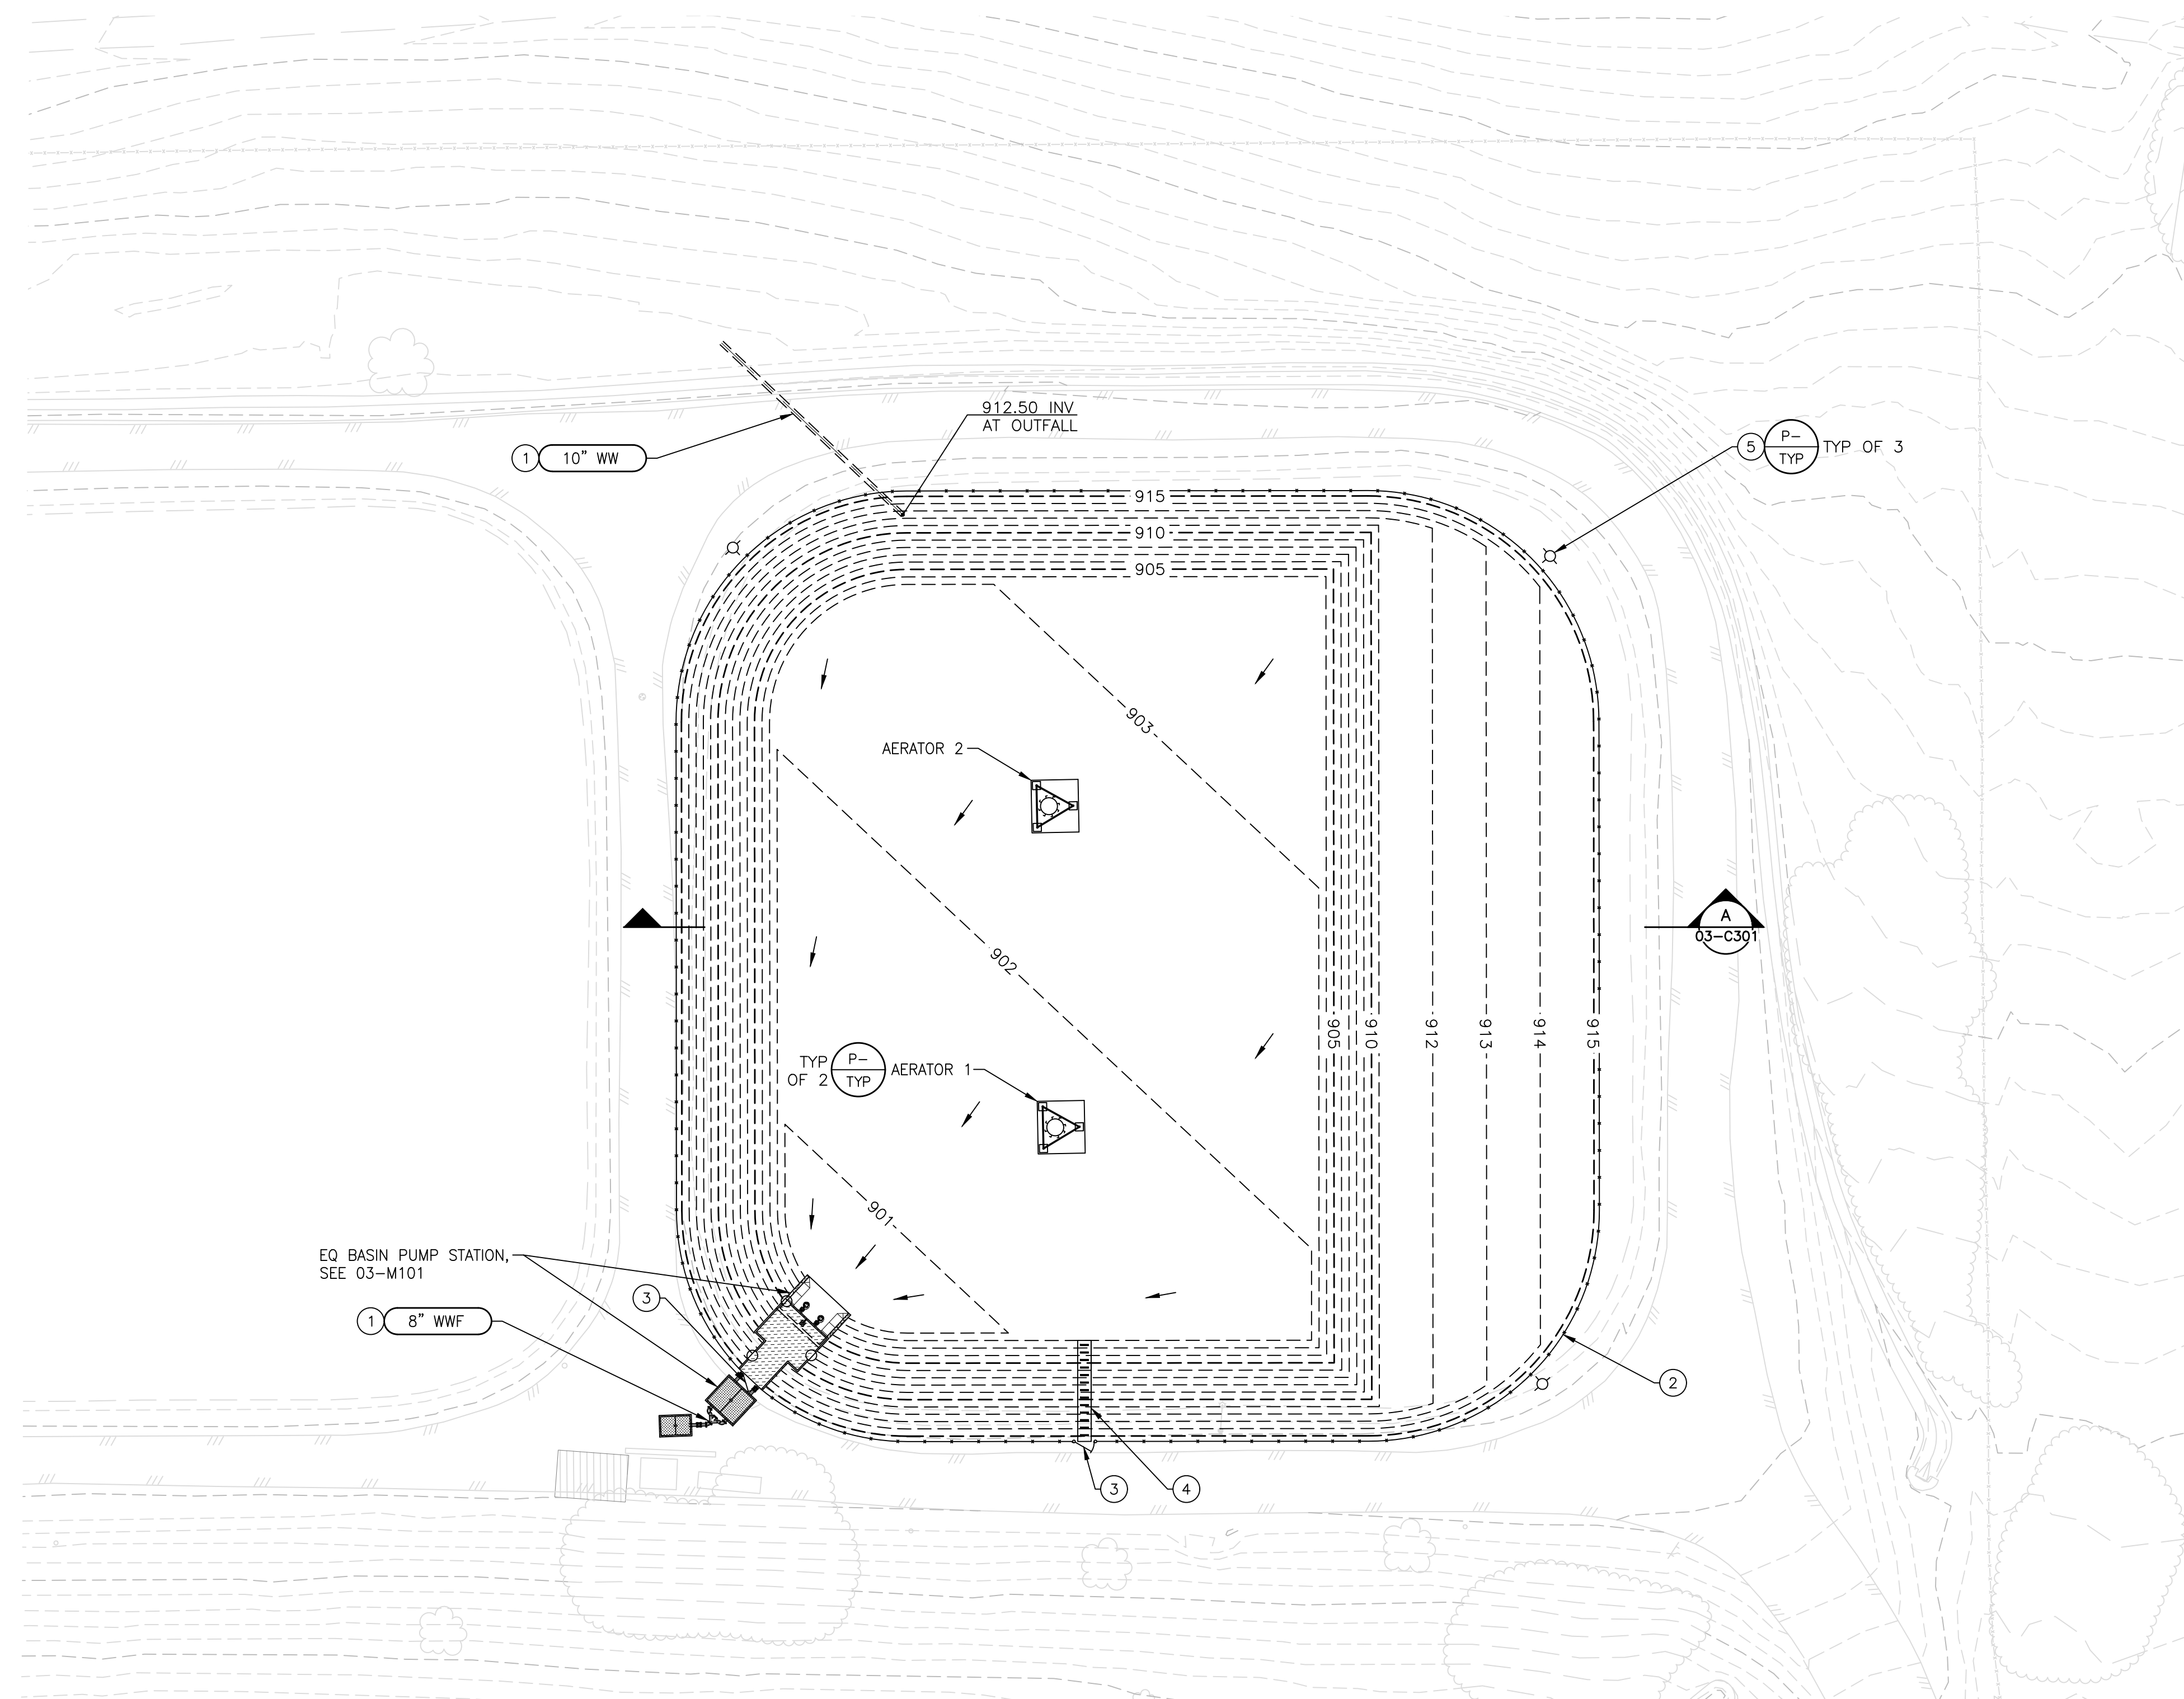 912.50 INV
AT OUTFALL
1 10" WW
5 P-
TYP
TYP OF 3
915
910
905
903
AERATOR 2
902
A
03-C301
905 910 912 913 914 915
TYP
OF 2
P-
TYP
AERATOR 1
901
EQ BASIN PUMP STATION,
SEE 03-M101
3
1 8" WWF
2
3
4